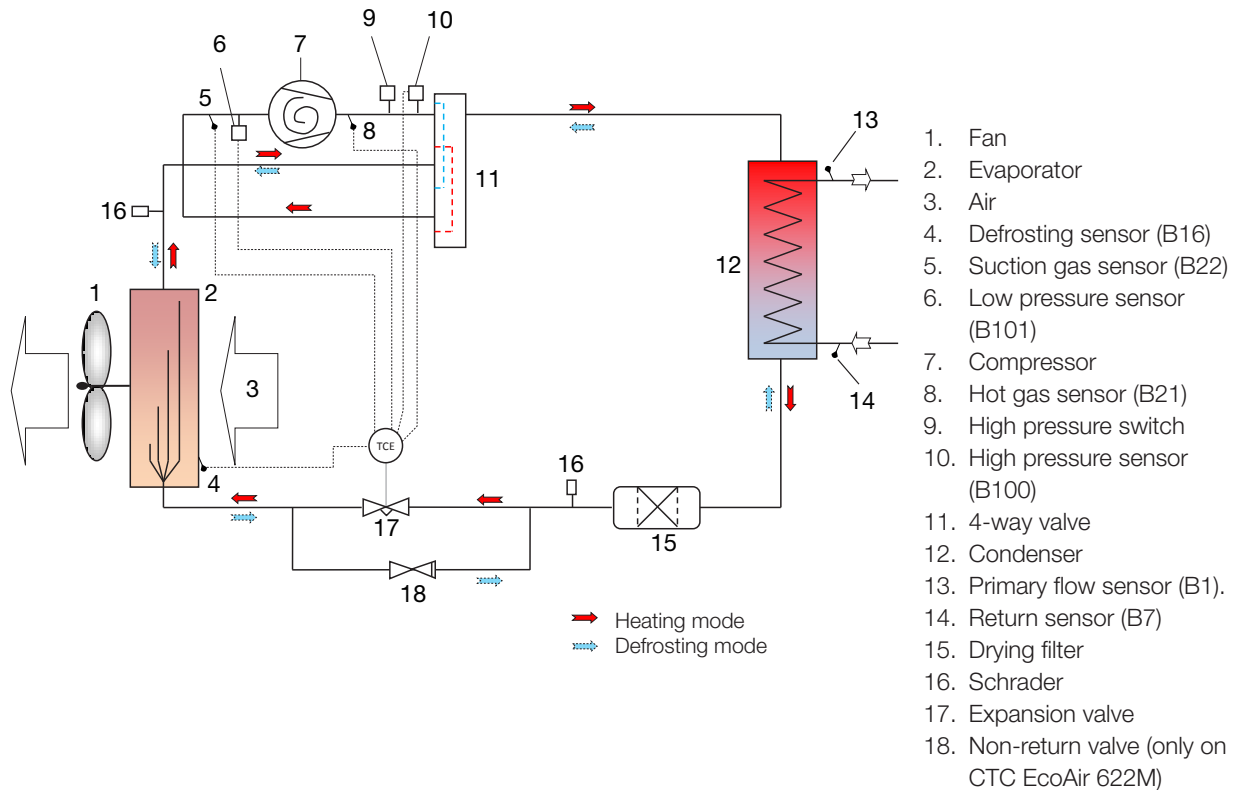 9
10
6
7
5
8
13
11
16
12
1
2
3
14
4
TCE
16
17
15
18
Heating mode
Defrosting mode
1. Fan
2. Evaporator
3. Air
4. Defrosting sensor (B16)
5. Suction gas sensor (B22)
6. Low pressure sensor
(B101)
7. Compressor
8. Hot gas sensor (B21)
9. High pressure switch
10. High pressure sensor
(B100)
11. 4-way valve
12. Condenser
13. Primary flow sensor (B1).
14. Return sensor (B7)
15. Drying filter
16. Schrader
17. Expansion valve
18. Non-return valve (only on
CTC EcoAir 622M)